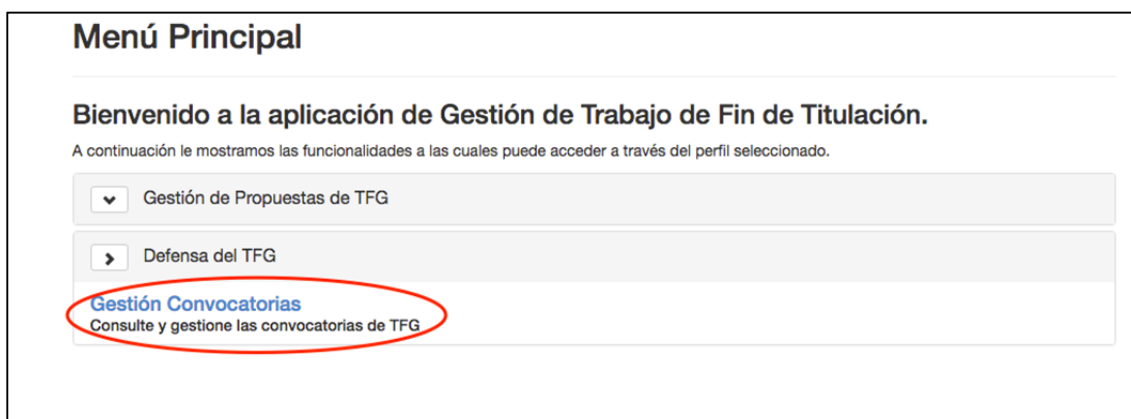 Menú Principal
Bienvenido a la aplicación de Gestión de Trabajo de Fin de Titulación.
A continuación le mostramos las funcionalidades a las cuales puede acceder a través del perfil seleccionado.
Gestión de Propuestas de TFG
Defensa del TFG
Gestión Convocatorias
Consulte y gestione las convocatorias de TFG